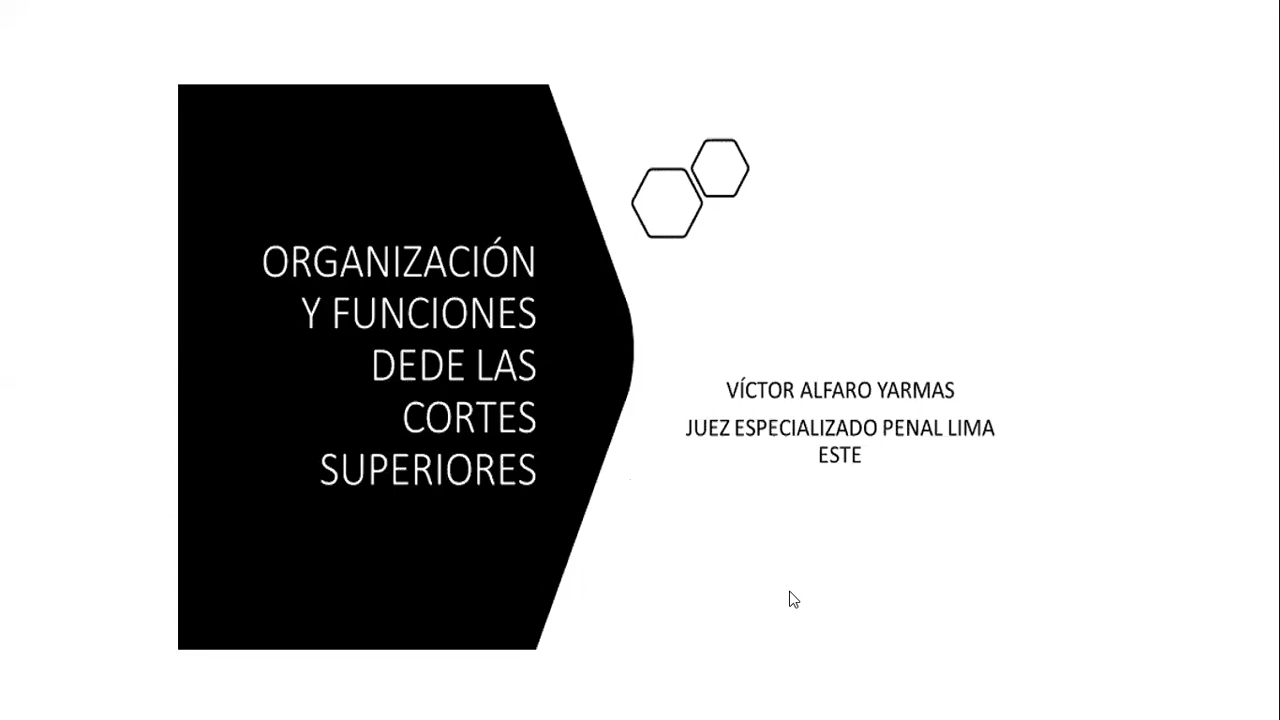 ORGANIZACIÓN
Y FUNCIONES
DEDE LAS
CORTES
SUPERIORES
VÍCTOR ALFARO YARMAS
JUEZ ESPECIALIZADO PENAL LIMA
ESTE